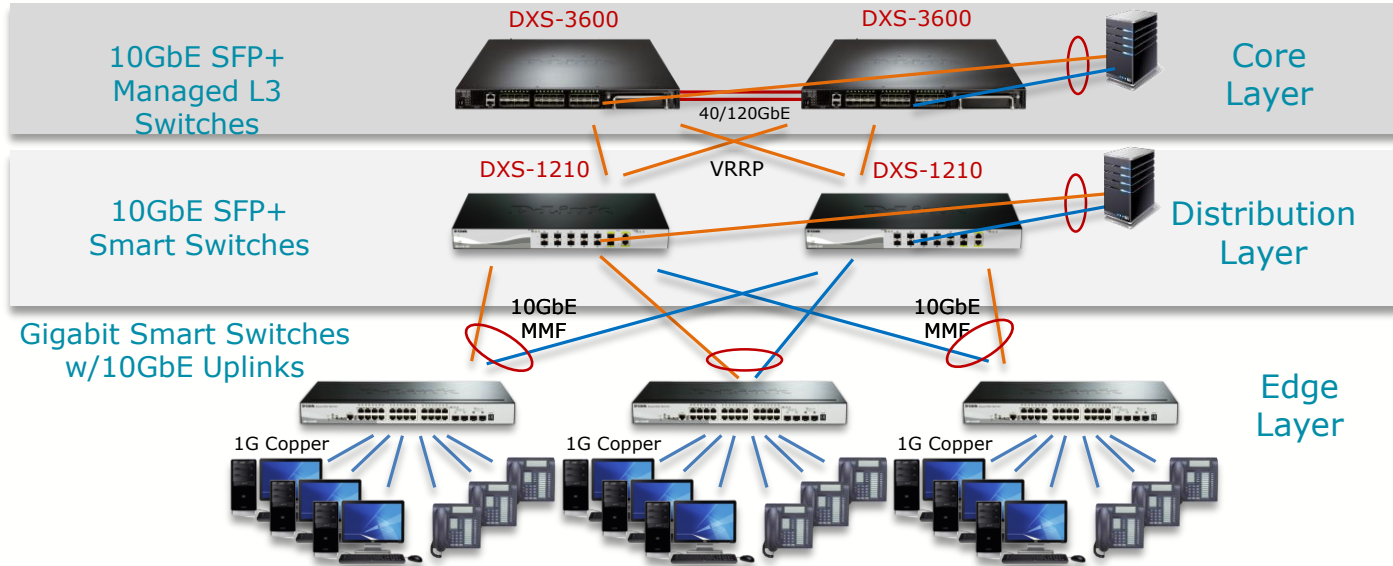 DXS-3600
DXS-3600
10GbE SFP+
Managed L3
Switches
Core
Layer
40/120GbE
DXS-1210
VRRP
DXS-1210
10GbE SFP+
Smart Switches
D-Link
D-Link
Distribution
Layer
10GbE
MMF
10GbE
MMF
Gigabit Smart Switches
w/10GbE Uplinks
Edge
Layer
1G Copper
1G Copper
1G Copper